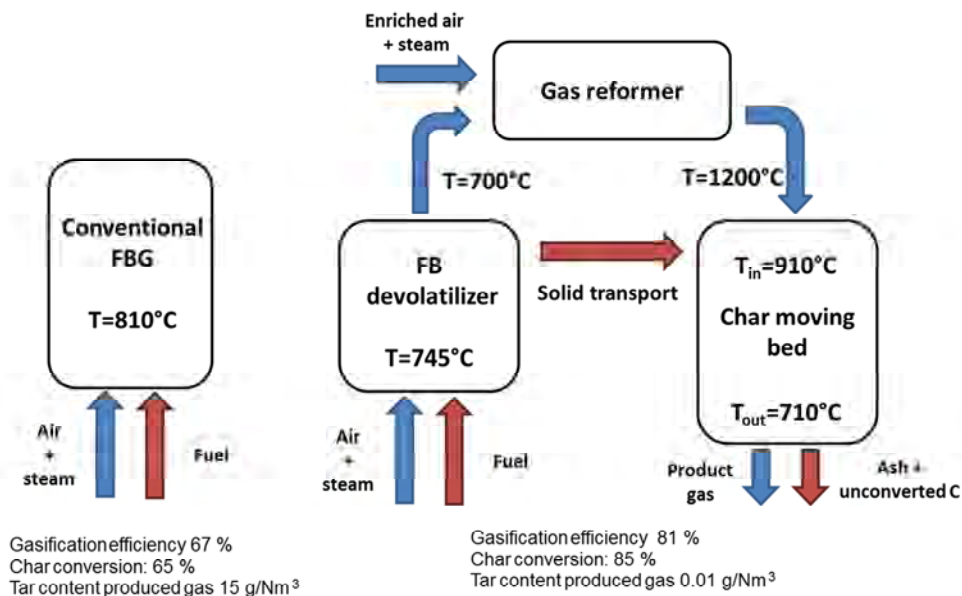 Enriched air
+ steam
Gas reformer
T=700°C
T=1200°C
Conventional
FBG
T=810°C
FB
devolatilizer
T=745°C
Solid transport
Tin=910°C
Char moving
bed
Tout=710°C
Air
+
steam
Fuel
Air
+
steam
Fuel
Product
gas
Ash +
unconverted C
Gasification efficiency 67 %
Char conversion: 65 %
Tar content produced gas 15 g/Nm³
Gasification efficiency 81 %
Char conversion: 85 %
Tar content produced gas 0.01 g/Nm³